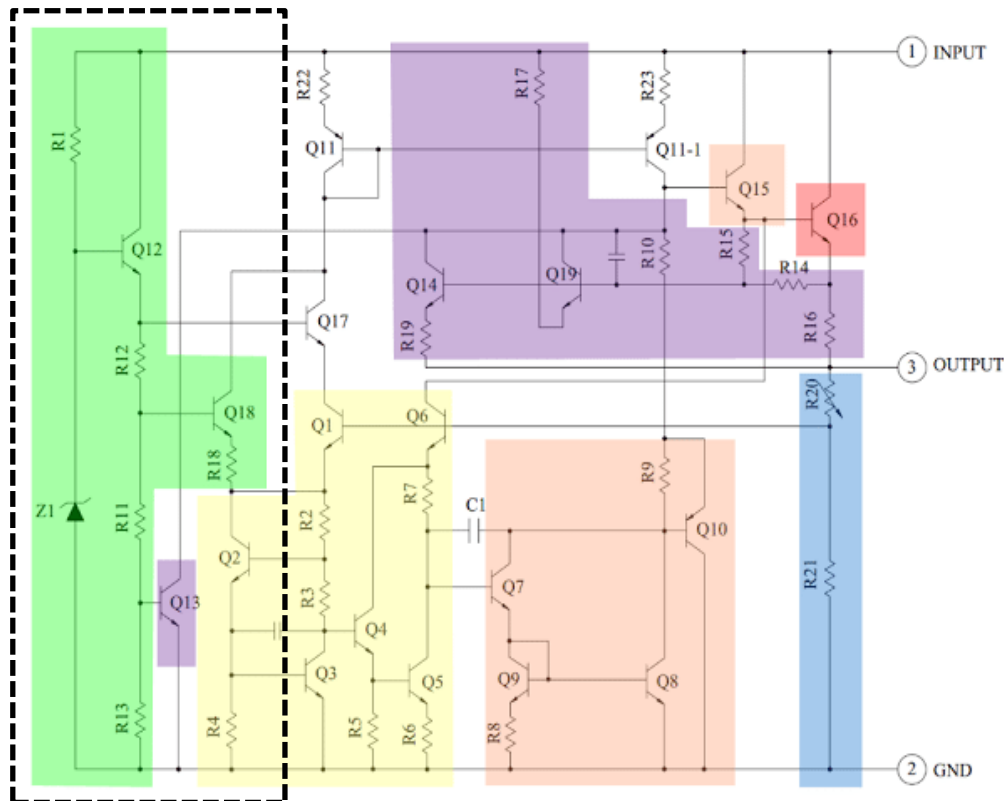 1 INPUT
R22
R17
R23
R1
Q11
Q11-1
Q15
Q16
Q12
R15
R10
R14
Q14
Q19
Q17
R19
R16
R12
3 OUTPUT
R20
Q18
Q1
Q6
R18
R9
R7
Z1
R11
R2
C1
Q10
Q2
Q7
R21
R3
Q13
Q4
Q3
Q5
Q9
Q8
R13
R4
R5
R6
R8
2 GND